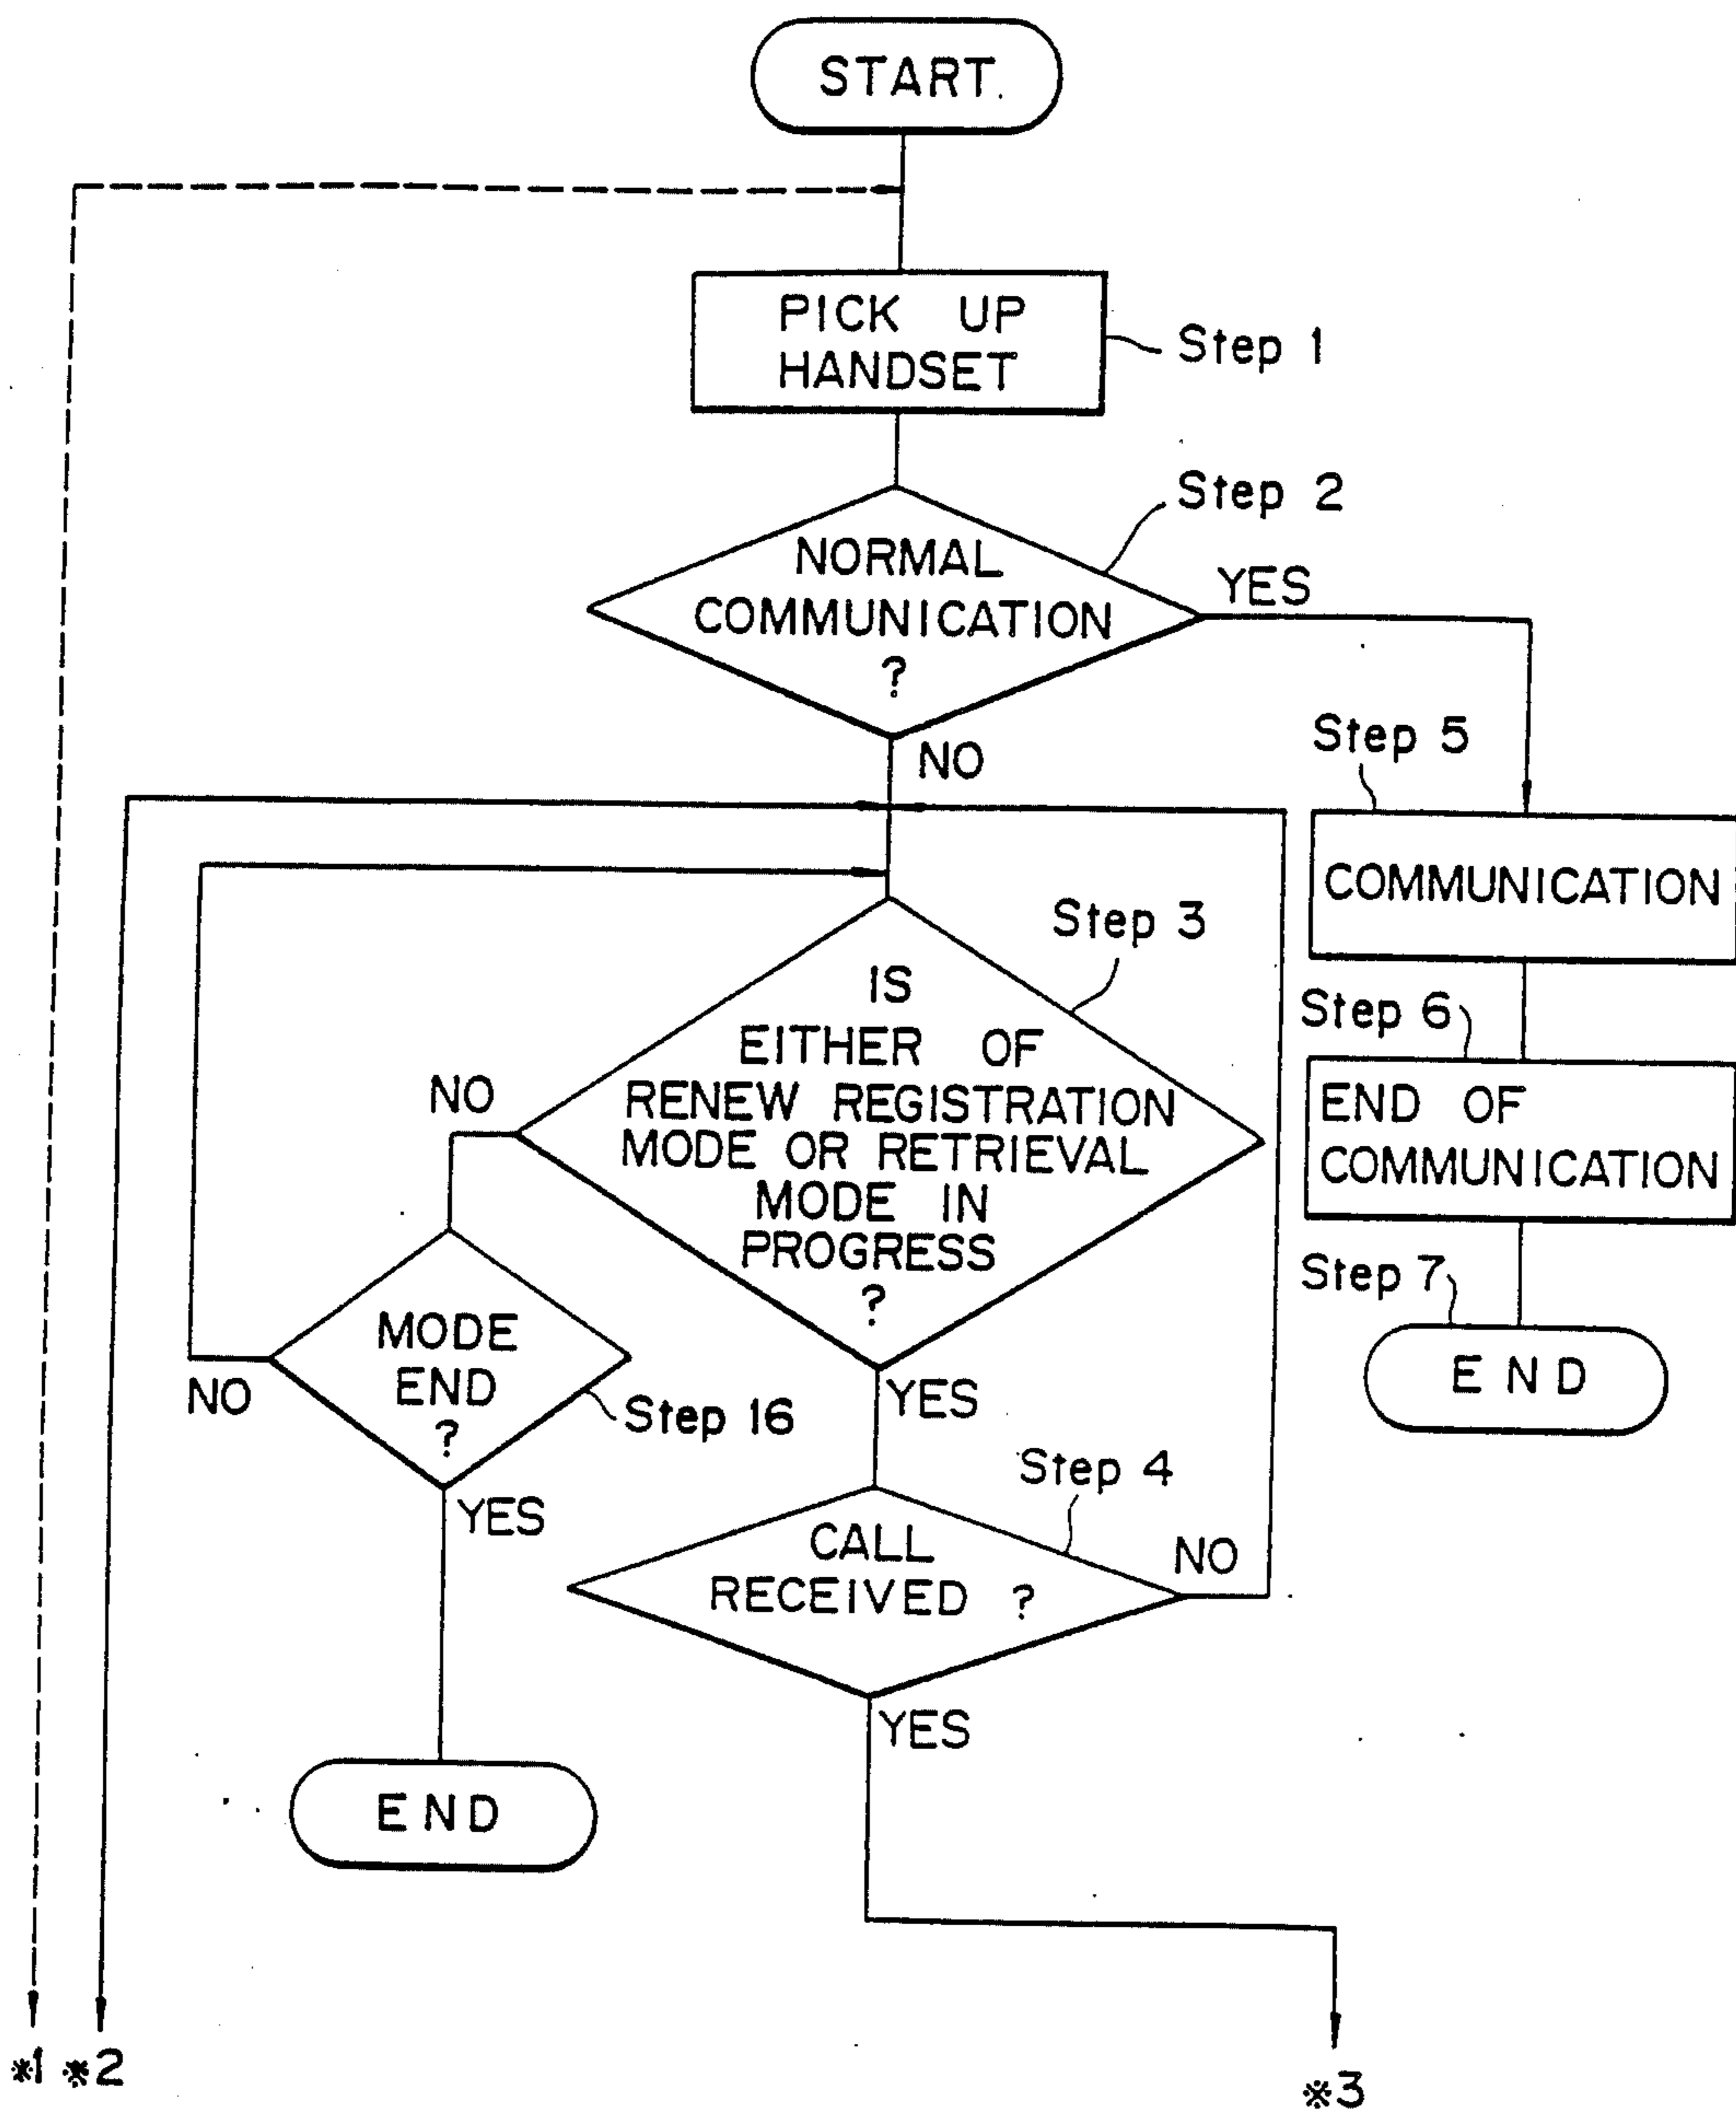 START
PICK UP
HANDSET
Step 1
Step 2
NORMAL
COMMUNICATION
?
YES
NO
Step 5
COMMUNICATION
Step 3
IS
EITHER OF
RENEW REGISTRATION
MODE OR RETRIEVAL
MODE IN
PROGRESS
?
NO
YES
Step 6
END OF
COMMUNICATION
Step 7
END
MODE
END
?
NO
Step 16
YES
Step 4
CALL
RECEIVED ?
NO
YES
END
※1 ※2
※3